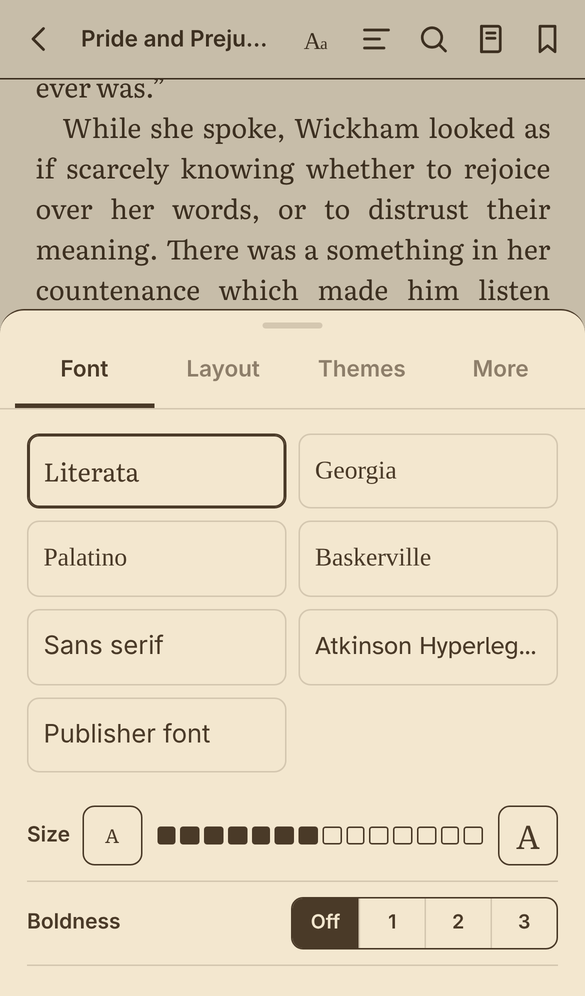 Pride and Preju...
Aa
ever was.”
While she spoke, Wickham looked as
if scarcely knowing whether to rejoice
over her words, or to distrust their
meaning. There was a something in her
countenance which made him listen
Font Layout Themes More
Literata Georgia
Palatino Baskerville
Sans serif Atkinson Hyperleg...
Publisher font
Size A A
Boldness Off 1 2 3